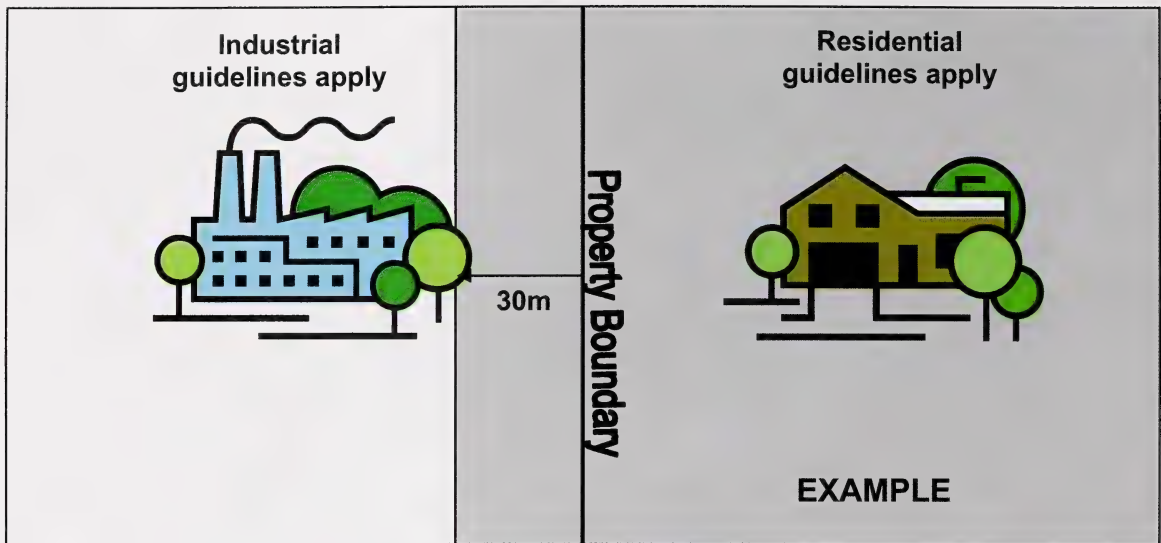 Industrial
guidelines apply
Residential
guidelines apply
30m
Property Boundary
EXAMPLE